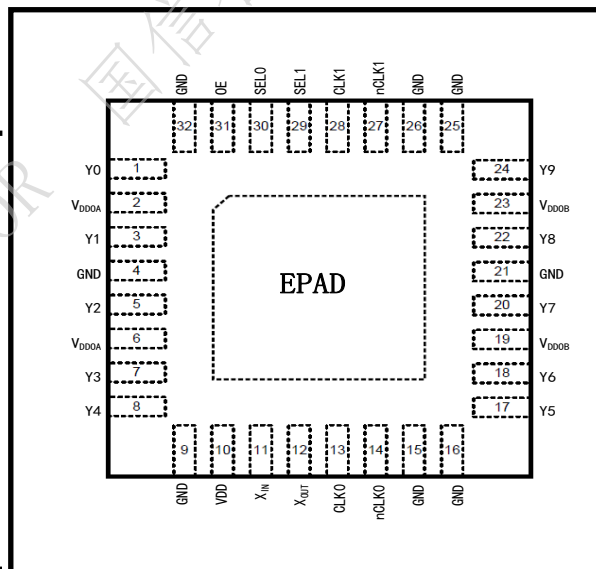 国信
OR
GND OE SEL0 SEL1 CLK1 nCLK1 GND GND
32 31 30 29 28 27 26 25
Y0 1 24 Y9
VDDOA 2 23 VDDOB
Y1 3 22 Y8
GND 4 21 GND
EPAD
Y2 5 20 Y7
VDDOA 6 19 VDDOB
Y3 7 18 Y6
Y4 8 17 Y5
9 10 11 12 13 14 15 16
GND VDD XIN XOUT CLK0 nCLK0 GND GND